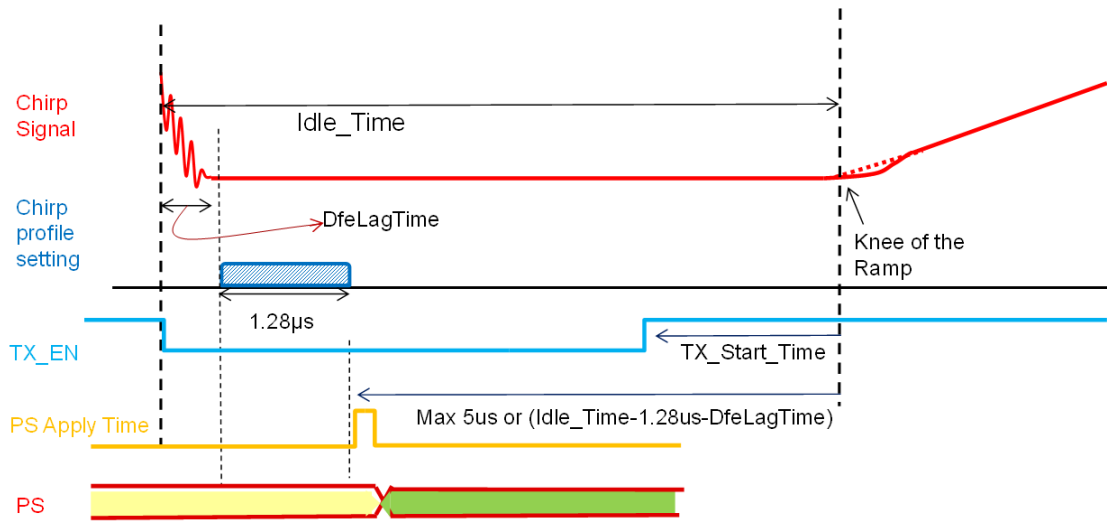 Chirp
Signal
Idle_Time
Chirp
profile
setting
DfeLagTime
Knee of the
Ramp
1.28µs
TX_EN
TX_Start_Time
Max 5us or (Idle_Time-1.28us-DfeLagTime)
PS Apply Time
PS